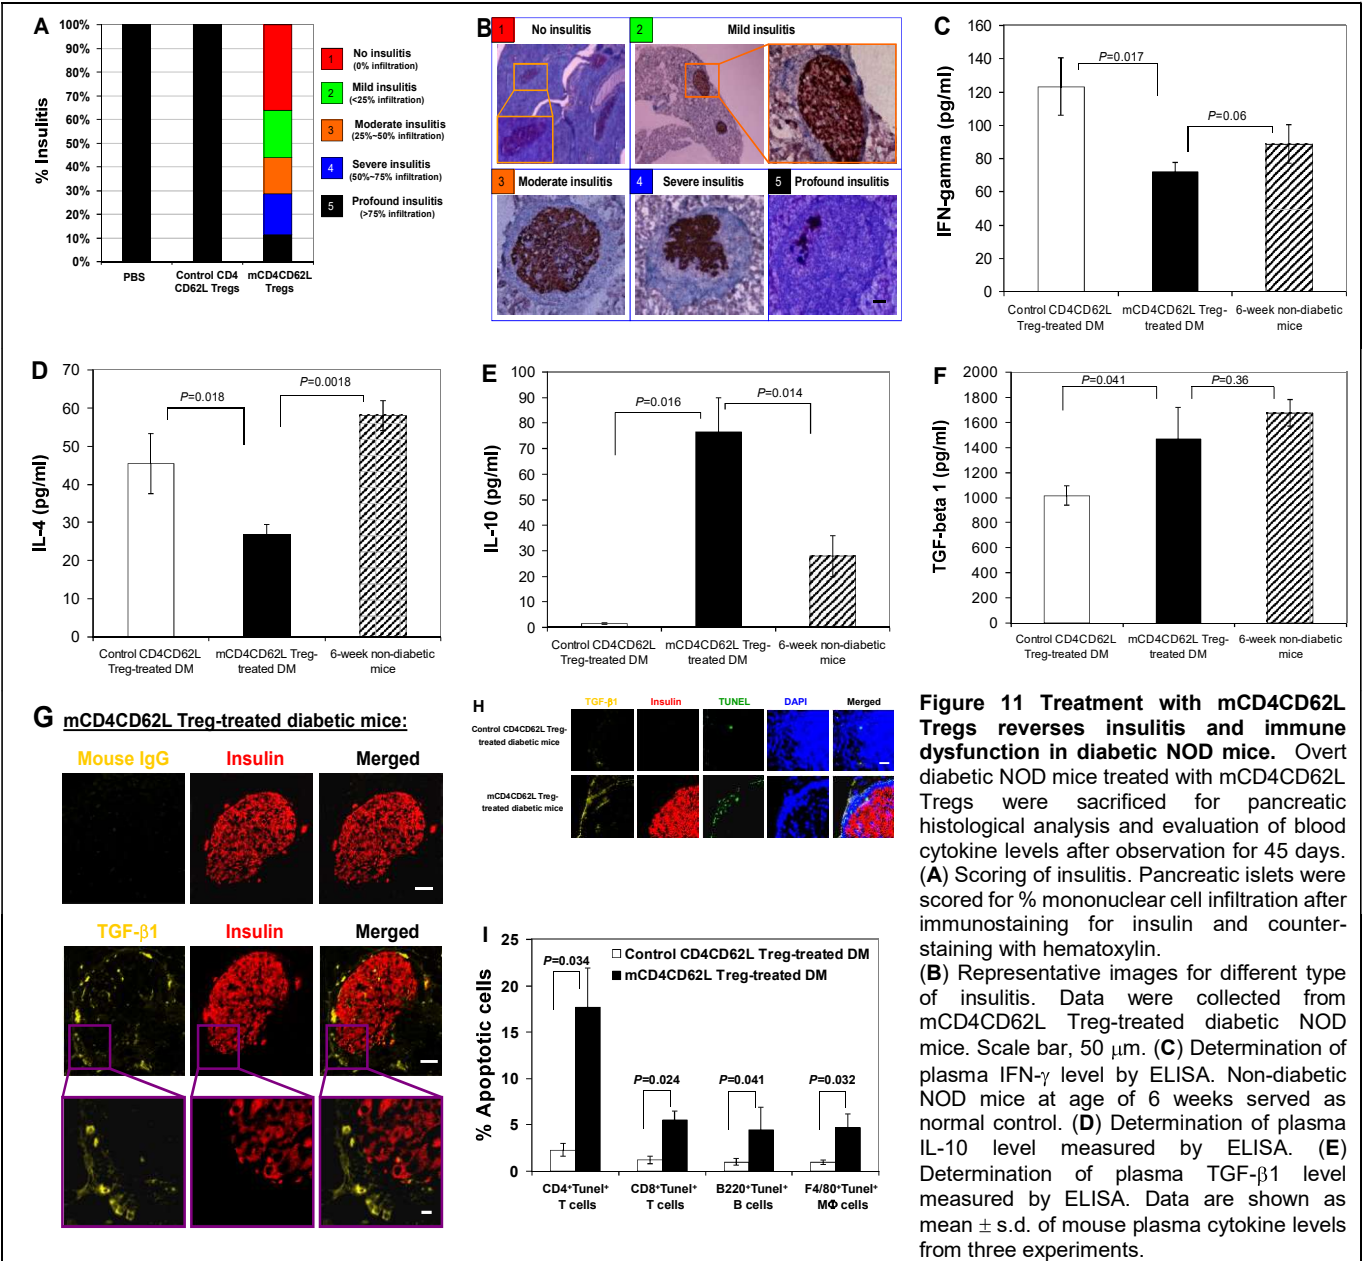 A
100%
90%
80%
70%
60%
50%
40%
30%
20%
10%
0%
% Insulitis
PBS
Control CD4
CD62L Tregs
mCD4CD62L
Tregs
1 No insulitis
(0% infiltration)
2 Mild insulitis
(<25% infiltration)
3 Moderate insulitis
(25%~50% infiltration)
4 Severe insulitis
(50%~75% infiltration)
5 Profound insulitis
(>75% infiltration)
B
1 No insulitis
2 Mild insulitis
3 Moderate insulitis
4 Severe insulitis
5 Profound insulitis
C
IFN-gamma (pg/ml)
160
140
120
100
80
60
40
20
0
P=0.017
P=0.06
Control CD4CD62L
Treg-treated DM
mCD4CD62L Treg-
treated DM
6-week non-diabetic
mice
D
IL-4 (pg/ml)
70
60
50
40
30
20
10
0
P=0.018
P=0.0018
Control CD4CD62L
Treg-treated DM
mCD4CD62L Treg-
treated DM
6-week non-diabetic
mice
E
IL-10 (pg/ml)
100
90
80
70
60
50
40
30
20
10
0
P=0.016
P=0.014
Control CD4CD62L
Treg-treated DM
mCD4CD62L Treg-
treated DM
6-week non-diabetic
mice
F
TGF-beta 1 (pg/ml)
2000
1800
1600
1400
1200
1000
800
600
400
200
0
P=0.041
P=0.36
Control CD4CD62L
Treg-treated DM
mCD4CD62L Treg-
treated DM
6-week non-diabetic
mice
G mCD4CD62L Treg-treated diabetic mice:
Mouse IgG Insulin Merged
TGF-β1 Insulin Merged
H
TGF-β1 Insulin TUNEL DAPI Merged
Control CD4CD62L Treg-
treated diabetic mice
mCD4CD62L Treg-
treated diabetic mice
I
% Apoptotic cells
25
20
15
10
5
0
Control CD4CD62L Treg-treated DM
mCD4CD62L Treg-treated DM
P=0.034
P=0.024
P=0.041
P=0.032
CD4⁺Tunel⁺
T cells
CD8⁺Tunel⁺
T cells
B220⁺Tunel⁺
B cells
F4/80⁺Tunel⁺
MΦ cells
Figure 11 Treatment with mCD4CD62L
Tregs reverses insulitis and immune
dysfunction in diabetic NOD mice. Overt
diabetic NOD mice treated with mCD4CD62L
Tregs were sacrificed for pancreatic
histological analysis and evaluation of blood
cytokine levels after observation for 45 days.
(A) Scoring of insulitis. Pancreatic islets were
scored for % mononuclear cell infiltration after
immunostaining for insulin and counter-
staining with hematoxylin.
(B) Representative images for different type
of insulitis. Data were collected from
mCD4CD62L Treg-treated diabetic NOD
mice. Scale bar, 50 μm. (C) Determination of
plasma IFN-γ level by ELISA. Non-diabetic
NOD mice at age of 6 weeks served as
normal control. (D) Determination of plasma
IL-10 level measured by ELISA. (E)
Determination of plasma TGF-β1 level
measured by ELISA. Data are shown as
mean ± s.d. of mouse plasma cytokine levels
from three experiments.